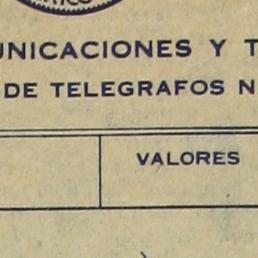 UNICACIONES Y T
DE TELEGRAFOS N
VALORES